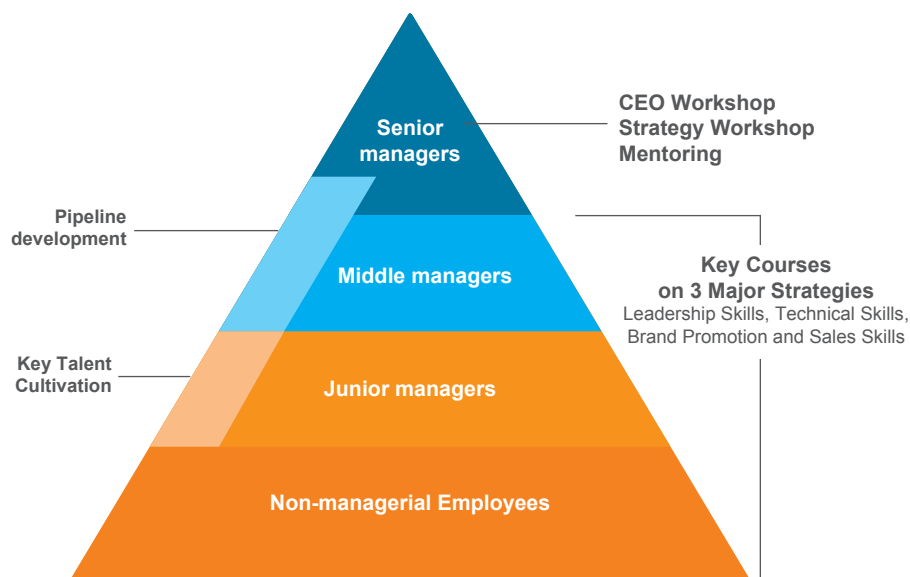 Senior
managers
CEO Workshop
Strategy Workshop
Mentoring
Pipeline
development
Middle managers
Key Courses
on 3 Major Strategies
Leadership Skills, Technical Skills,
Brand Promotion and Sales Skills
Key Talent
Cultivation
Junior managers
Non-managerial Employees